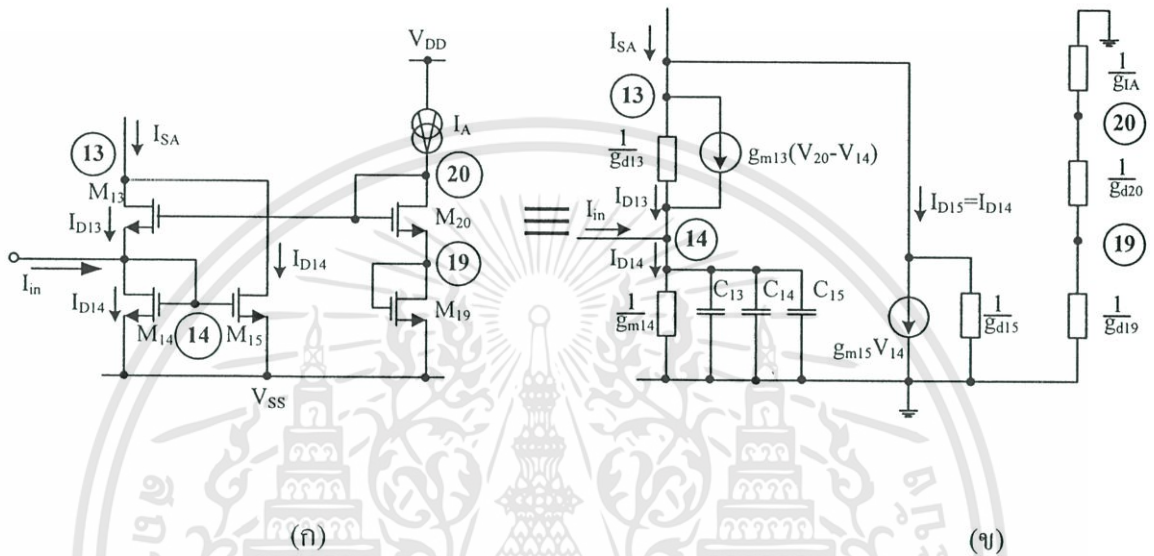 V_DD
I_A
13
I_SA
M_13
I_D13
20
M_20
I_in
I_D14
M_14
14
M_15
I_D14
19
M_19
V_SS
(ก)
I_SA
13
1/g_d13
g_m13(V_20-V_14)
I_D13
I_in
14
I_D14
1/g_m14
C_13
C_14
C_15
I_D15=I_D14
g_m15V_14
1/g_d15
1/g_IA
20
1/g_d20
19
1/g_d19
(ข)